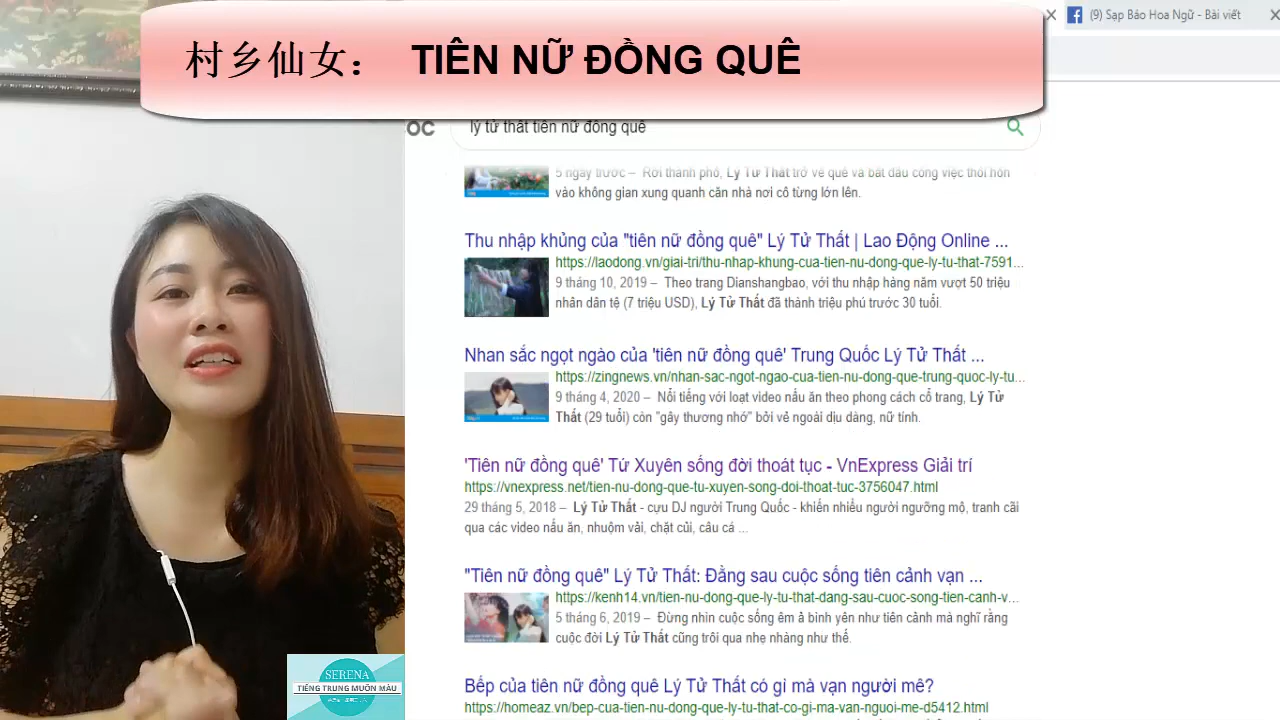 (9) Sạp Báo Hoa Ngữ - Bài viết
村乡仙女： TIÊN NỮ ĐỒNG QUÊ
OC
lý tử thất tiên nữ đồng quê
5 ngày trước – Rời thành phố, Lý Tử Thất trở về quê và bắt đầu công việc thôi hôn
vào không gian xung quanh căn nhà nơi cô từng lớn lên.
Thu nhập khủng của "tiên nữ đồng quê" Lý Tử Thất | Lao Động Online ...
https://laodong.vn/giai-tri/thu-nhap-khung-cua-tien-nu-dong-que-ly-tu-that-7591...
9 tháng 10, 2019 – Theo trang Dianshangbao, với thu nhập hàng năm vượt 50 triệu
nhân dân tệ (7 triệu USD), Lý Tử Thất đã thành triệu phú trước 30 tuổi.
Nhan sắc ngọt ngào của 'tiên nữ đồng quê' Trung Quốc Lý Tử Thất ...
https://zingnews.vn/nhan-sac-ngot-ngao-cua-tien-nu-dong-que-trung-quoc-ly-tu...
9 tháng 4, 2020 – Nổi tiếng với loạt video nấu ăn theo phong cách cổ trang, Lý Tử
Thất (29 tuổi) còn "gây thương nhớ" bởi vẻ ngoài dịu dàng, nữ tính.
'Tiên nữ đồng quê' Tứ Xuyên sống đời thoát tục - VnExpress Giải trí
https://vnexpress.net/tien-nu-dong-que-tu-xuyen-song-doi-thoat-tuc-3756047.html
29 tháng 5, 2018 – Lý Tử Thất - cựu DJ người Trung Quốc - khiến nhiều người ngưỡng mộ, tranh cãi
qua các video nấu ăn, nhuộm vải, chặt củi, câu cá ...
"Tiên nữ đồng quê" Lý Tử Thất: Đằng sau cuộc sống tiên cảnh vạn ...
https://kenh14.vn/tien-nu-dong-que-ly-tu-that-dang-sau-cuoc-song-tien-canh-v...
5 tháng 6, 2019 – Đừng nhìn cuộc sống êm ả bình yên như tiên cảnh mà nghĩ rằng
cuộc đời Lý Tử Thất cũng trôi qua nhẹ nhàng như thế.
Bếp của tiên nữ đồng quê Lý Tử Thất có gì mà vạn người mê?
https://homeaz.vn/bep-cua-tien-nu-dong-que-ly-tu-that-co-gi-ma-van-nguoi-me-d5412.html
SERENA
TIẾNG TRUNG MUÔN MÀU